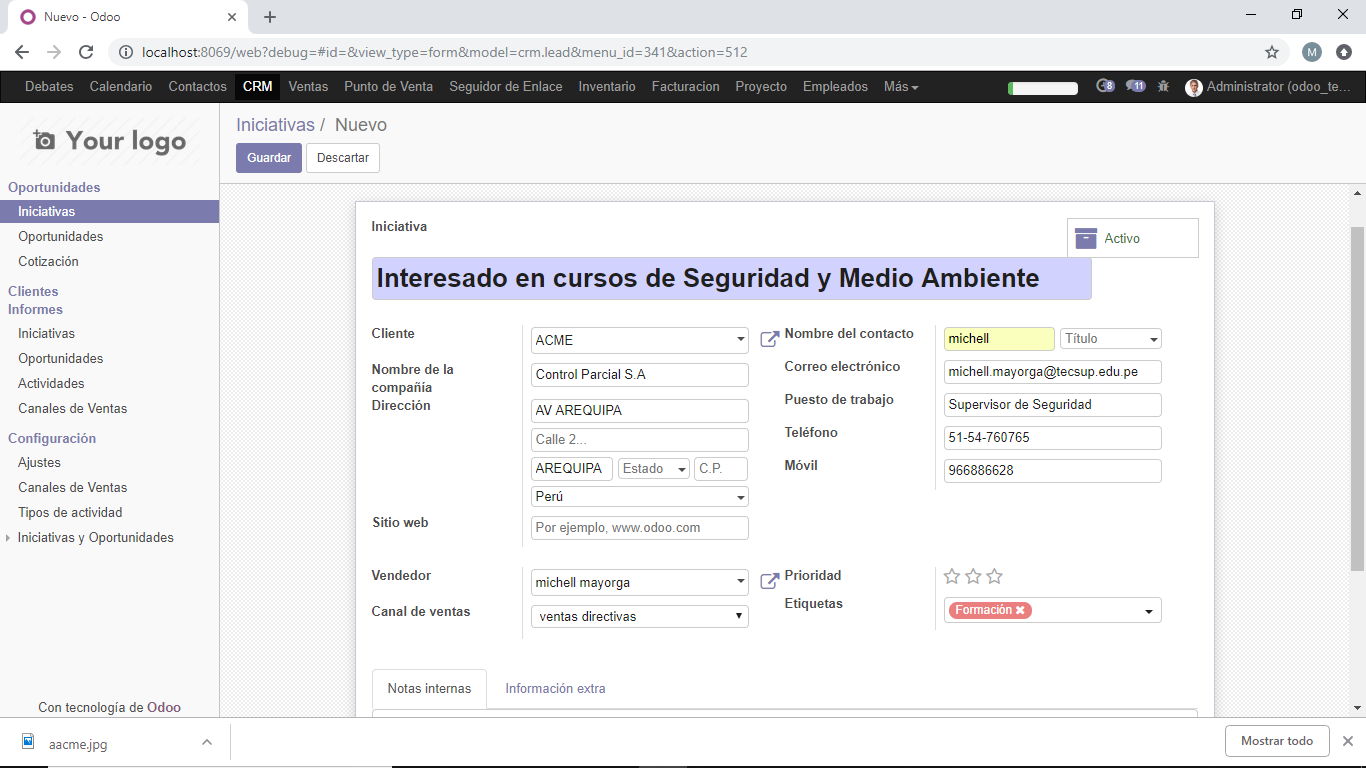 Nuevo - Odoo
localhost:8069/web?debug=#id=&view_type=form&model=crm.lead&menu_id=341&action=512
M
Debates Calendario Contactos CRM Ventas Punto de Venta Seguidor de Enlace Inventario Facturacion Proyecto Empleados Más 8 11 Administrator (odoo_te...
Your logo
Oportunidades
Iniciativas
Oportunidades
Cotización
Clientes
Informes
Iniciativas
Oportunidades
Actividades
Canales de Ventas
Configuración
Ajustes
Canales de Ventas
Tipos de actividad
Iniciativas y Oportunidades
Con tecnología de Odoo
Iniciativas / Nuevo
Guardar Descartar
Iniciativa
Activo
Interesado en cursos de Seguridad y Medio Ambiente
Cliente ACME
Nombre de la
compañía
Control Parcial S.A
Dirección
AV AREQUIPA
Calle 2...
AREQUIPA Estado C.P.
Perú
Sitio web Por ejemplo, www.odoo.com
Nombre del contacto michell Título
Correo electrónico michell.mayorga@tecsup.edu.pe
Puesto de trabajo Supervisor de Seguridad
Teléfono 51-54-760765
Móvil 966886628
Vendedor michell mayorga
Canal de ventas ventas directivas
Prioridad
Etiquetas Formación ✖
Notas internas Información extra
aacme.jpg
Mostrar todo